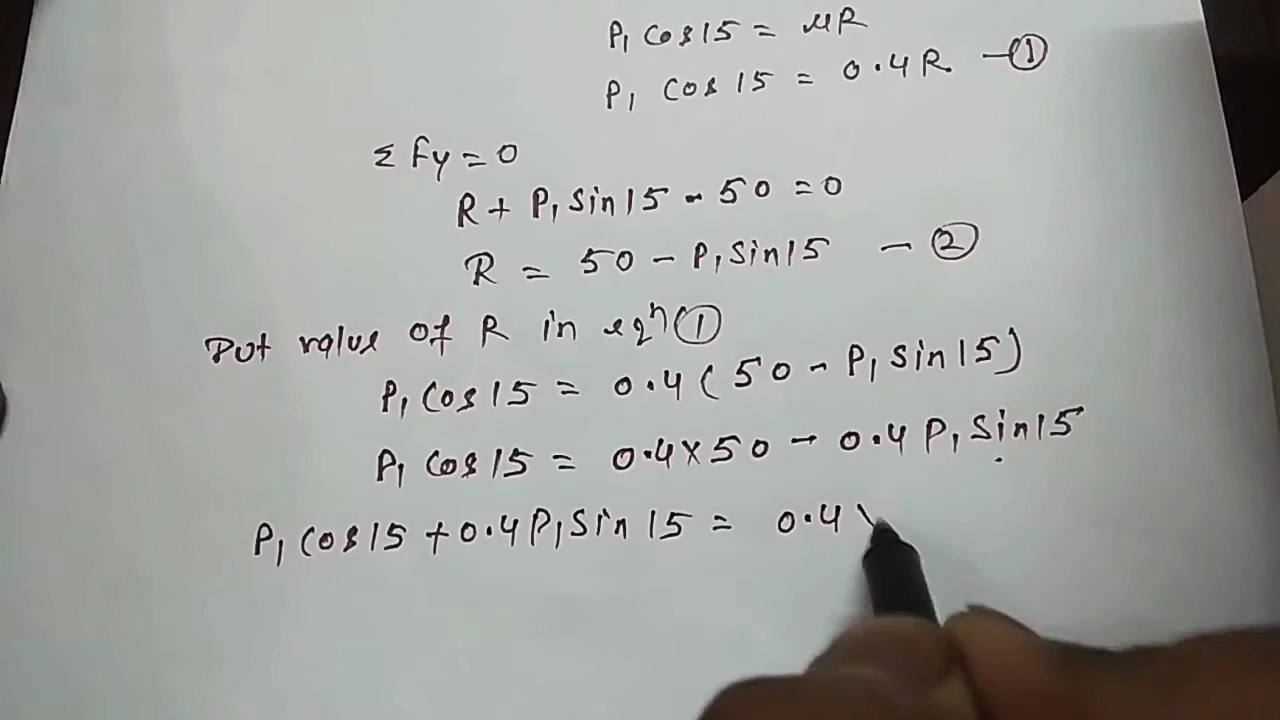 P₁ cos 15 = μR
P₁ cos 15 = 0.4 R —①
Σ fy = 0
R + P₁ sin 15 - 50 = 0
R = 50 - P₁ sin 15 — ②
Put value of R in eqⁿ ①
P₁ cos 15 = 0.4 ( 50 - P₁ sin 15 )
P₁ cos 15 = 0.4 x 50 - 0.4 P₁ sin 15
P₁ cos 15 + 0.4 P₁ sin 15 = 0.4